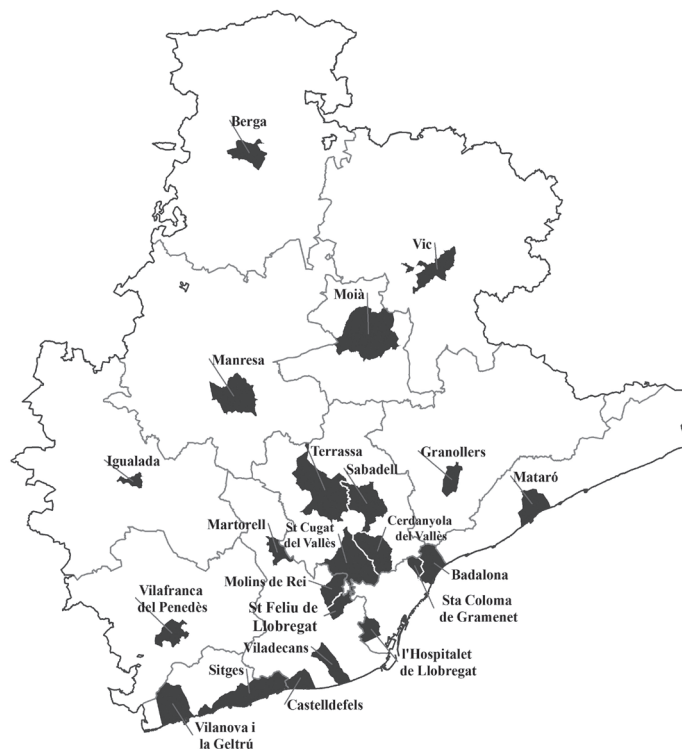 Berga
Vic
Moià
Manresa
Igualada
Terrassa
Sabadell
Granollers
Mataró
Martorell
St Cugat
del Vallès
Cerdanyola
del Vallès
Molins de Rei
Badalona
St Feliu de
Llobregat
Sta Coloma
de Gramenet
Vilafranca
del Penedès
Viladecans
l'Hospitalet
de Llobregat
Sitges
Castelldefels
Vilanova i
la Geltrú